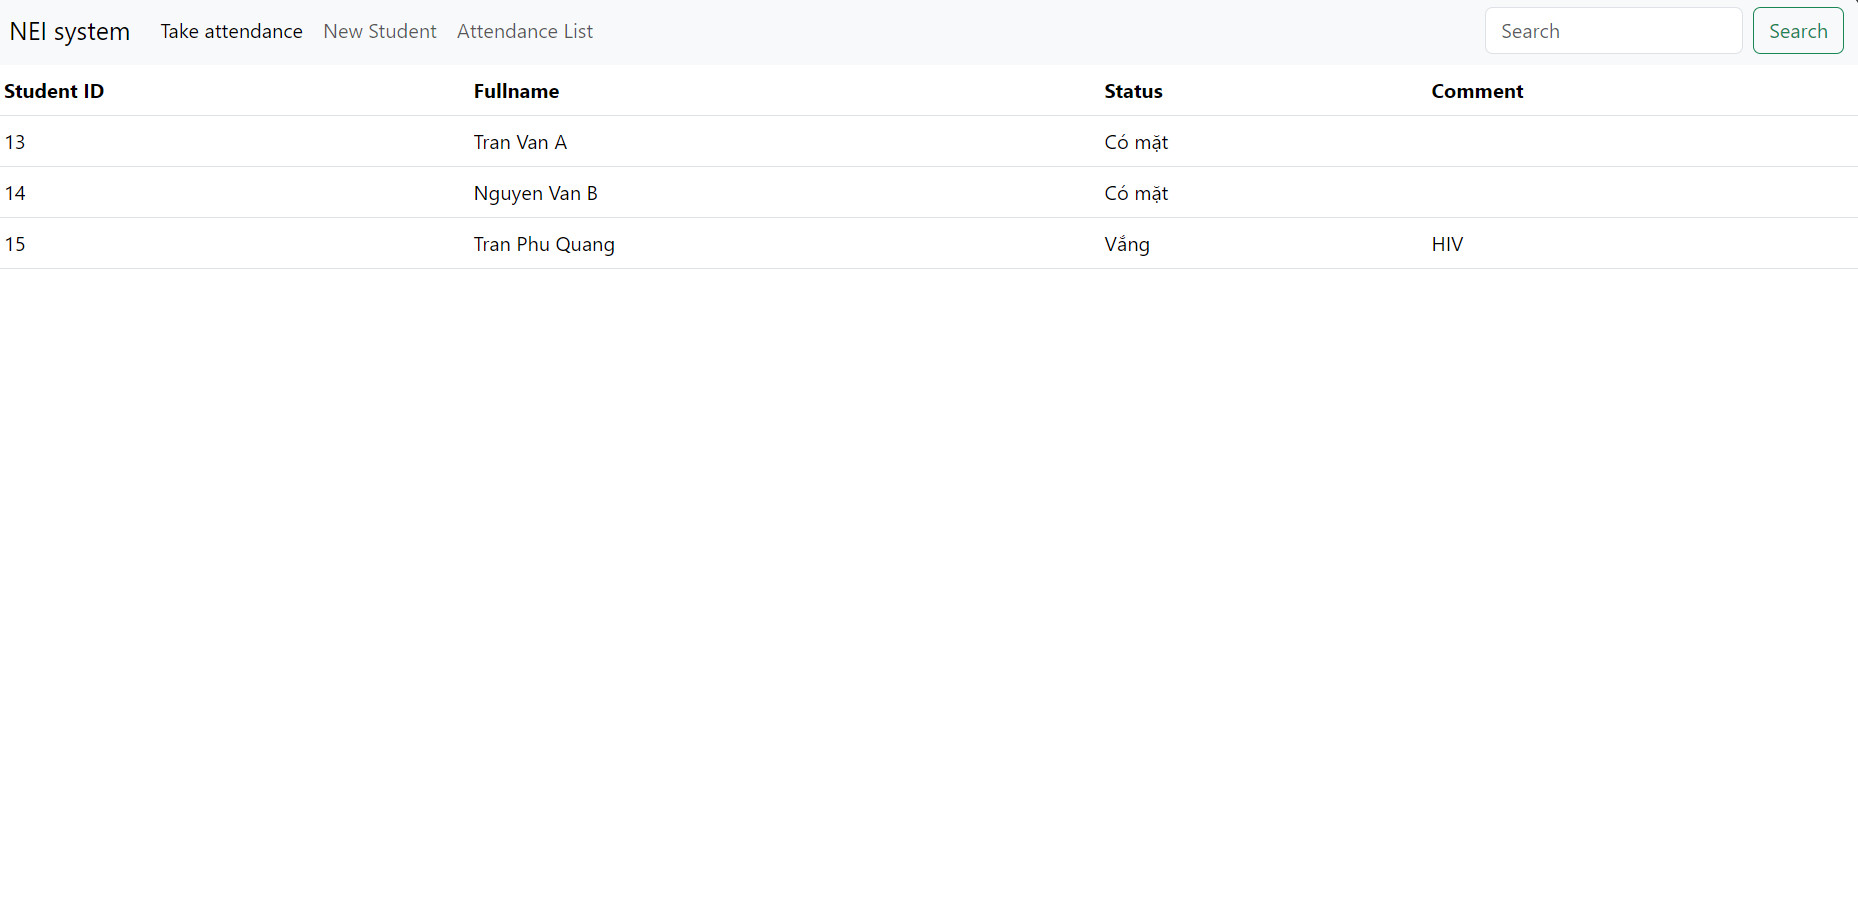 NEI system Take attendance New Student Attendance List Search Search
Student ID Fullname Status Comment
13 Tran Van A Có mặt
14 Nguyen Van B Có mặt
15 Tran Phu Quang Vắng HIV